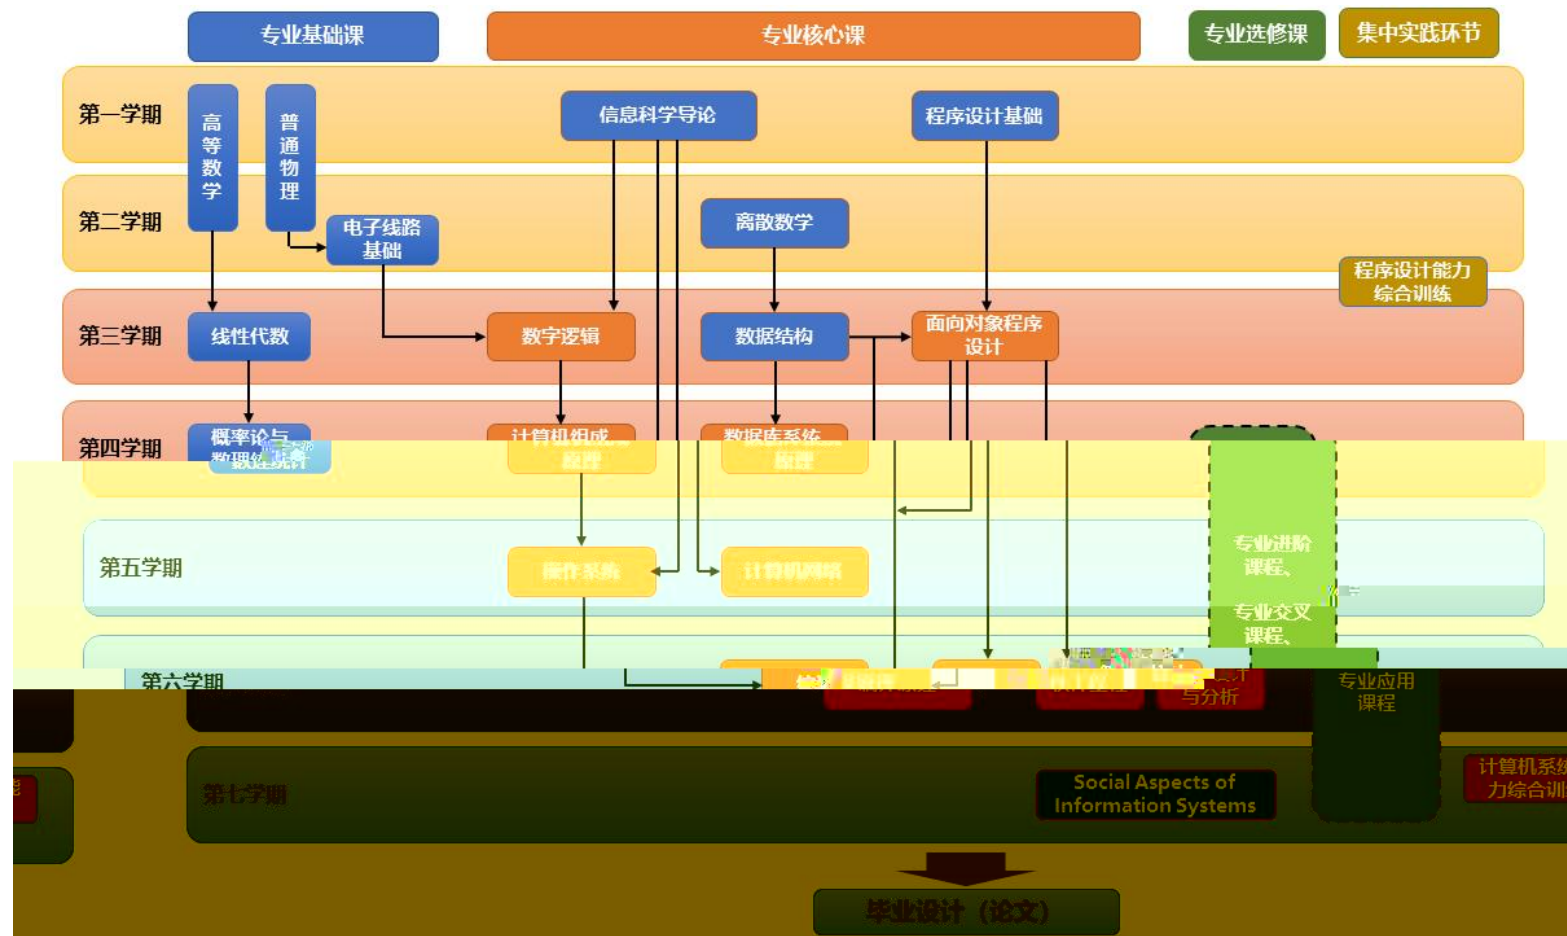 专业基础课
专业核心课
专业选修课
集中实践环节
第一学期
高等数学
普通物理
信息科学导论
程序设计基础
第二学期
电子线路
基础
离散数学
程序设计能力
综合训练
第三学期
线性代数
数字逻辑
数据结构
面向对象程序
设计
第四学期
概率论与
计算机组成
原理
数据库系统
原理
第五学期
操作系统
计算机网络
专业进阶
课程、
专业交叉
课程、
第六学期
与分析
专业应用
课程
第七学期
Social Aspects of
Information Systems
计算机系统
力综合训
毕业设计（论文）